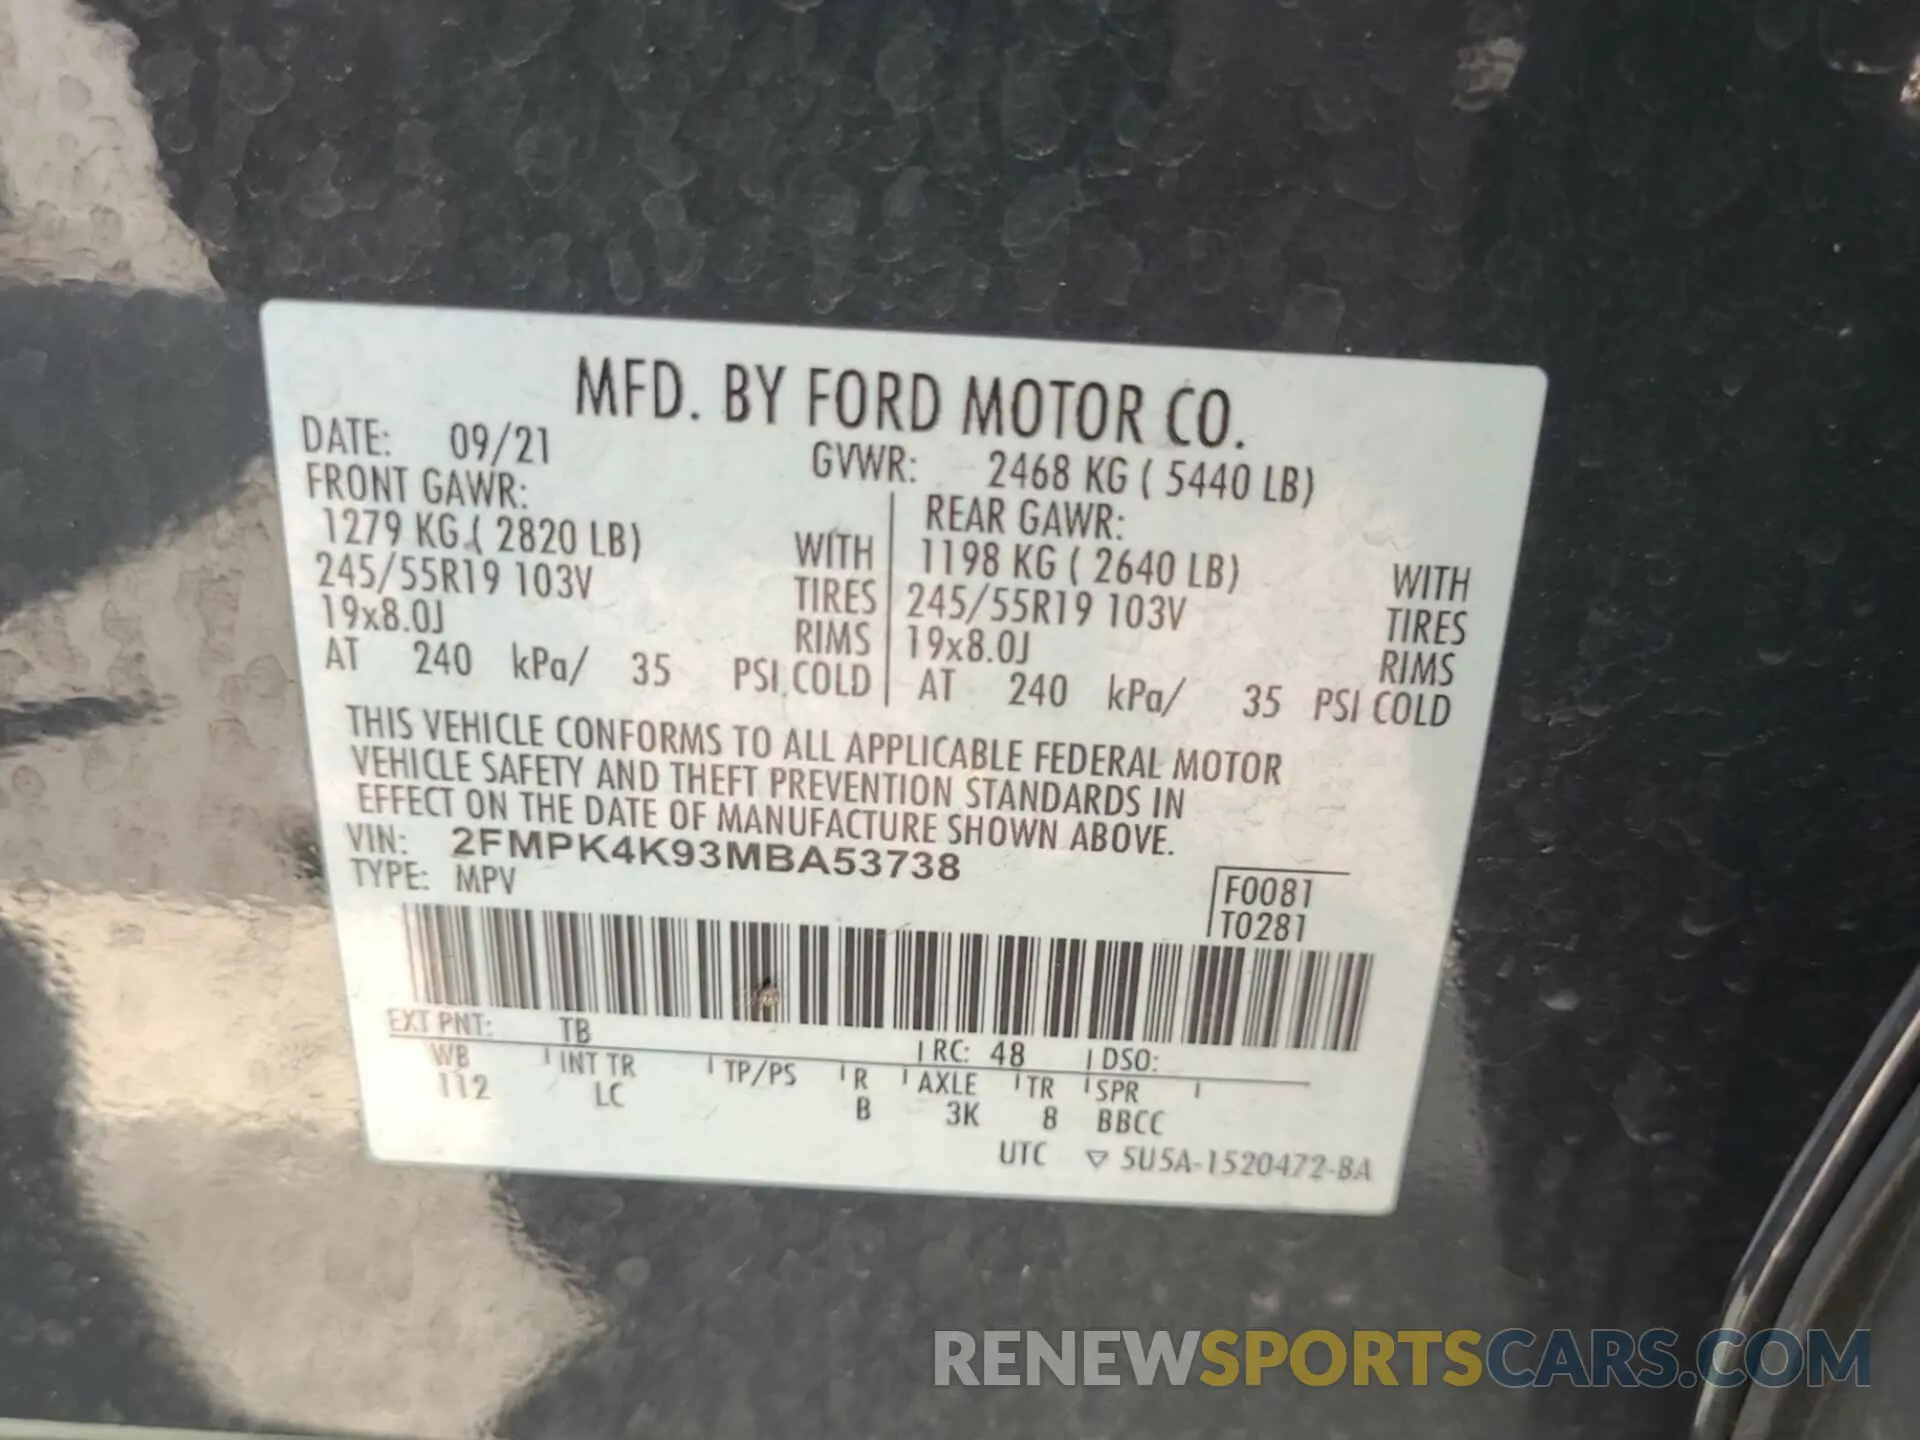 MFD. BY FORD MOTOR CO.
DATE: 09/21 GVWR: 2468 KG ( 5440 LB)
FRONT GAWR: REAR GAWR:
1279 KG ( 2820 LB) WITH 1198 KG ( 2640 LB) WITH
245/55R19 103V TIRES 245/55R19 103V TIRES
19x8.0J RIMS 19x8.0J RIMS
AT 240 kPa/ 35 PSI COLD AT 240 kPa/ 35 PSI COLD
THIS VEHICLE CONFORMS TO ALL APPLICABLE FEDERAL MOTOR
VEHICLE SAFETY AND THEFT PREVENTION STANDARDS IN
EFFECT ON THE DATE OF MANUFACTURE SHOWN ABOVE.
VIN: 2FMPK4K93MBA53738
TYPE: MPV
F0081
T0281
EXT PNT: TB RC: 48 DSO:
WB INT TR TP/PS R AXLE TR SPR
112 LC B 3K 8 BBCC
UTC ▽ 5U5A-1520472-BA
RENEWSPORTSCARS.COM